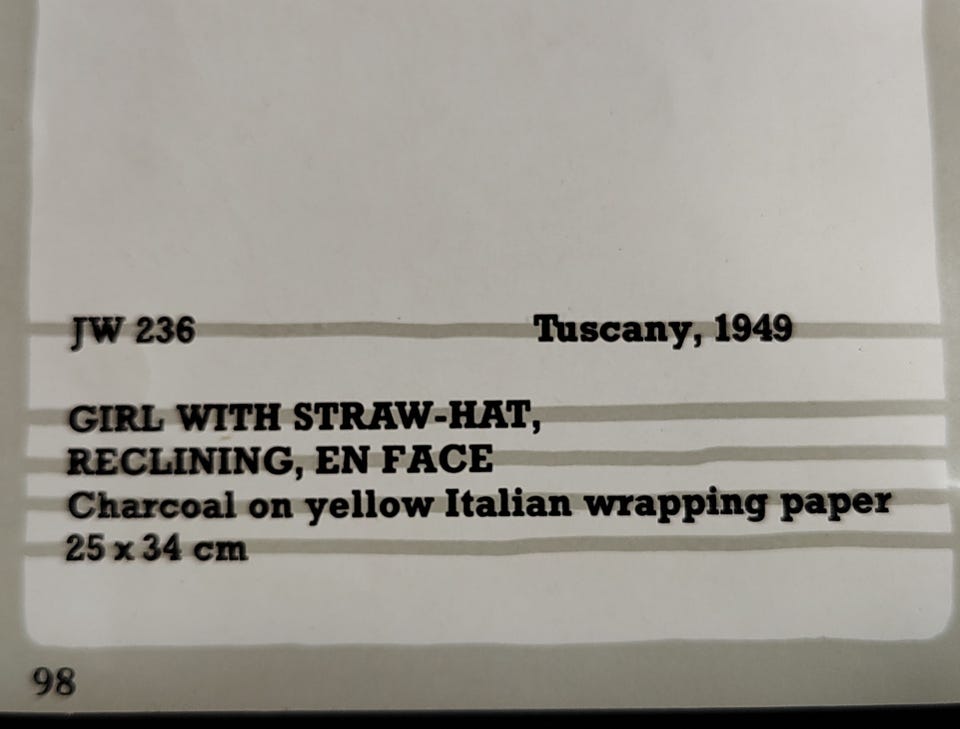 JW 236 Tuscany, 1949
GIRL WITH STRAW-HAT,
RECLINING, EN FACE
Charcoal on yellow Italian wrapping paper
25 x 34 cm
98